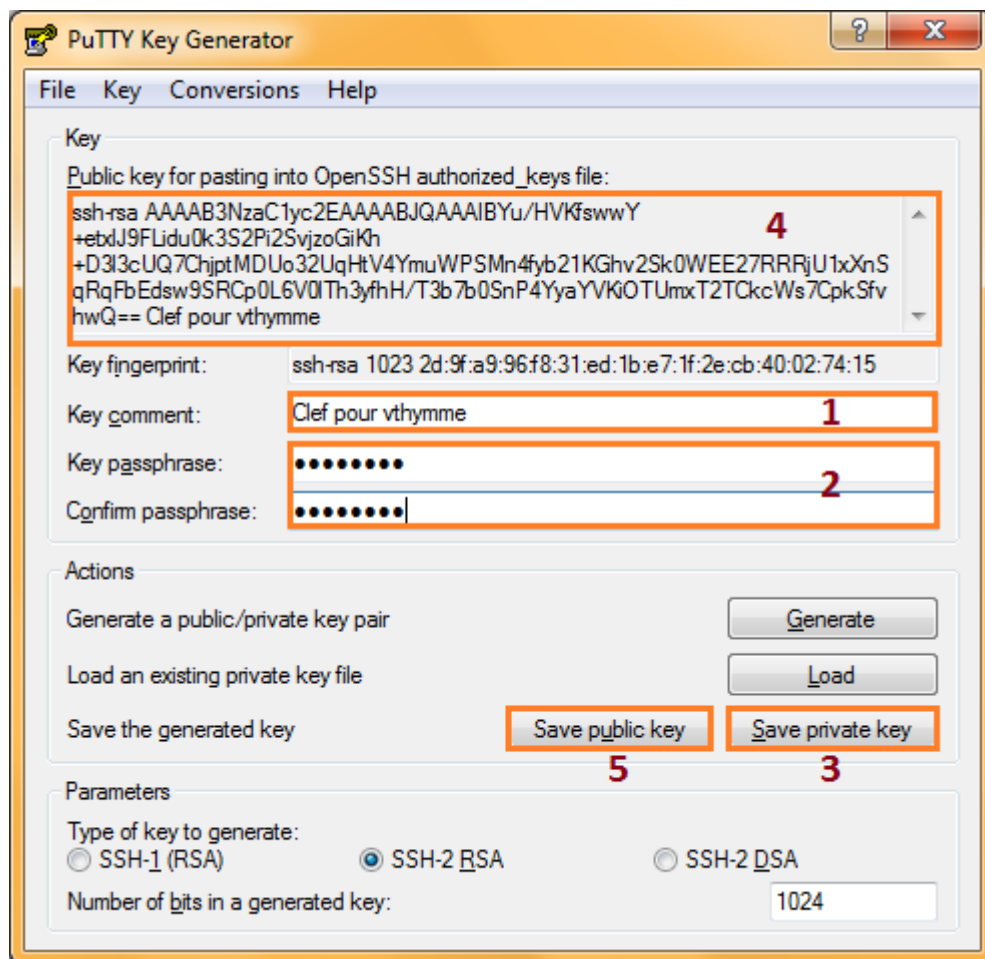 PuTTY Key Generator
File Key Conversions Help
Key
Public key for pasting into OpenSSH authorized_keys file:
ssh-rsa AAAAB3NzaC1yc2EAAAABJQAAAIBYu/HVKfswwY
+etxlJ9FLidu0k3S2Pi2SvjzoGiKh
+D3l3cUQ7ChjptMDUo32UqHtV4YmuWPSMn4fyb21KGhv2Sk0WEE27RRRjU1xXnS
qRqFbEdsw9SRCp0L6V0lTh3yfhH/T3b7b0SnP4YyaYVKiOTUmxT2TCkcWs7CpkSfv
hwQ== Clef pour vthymme
4
Key fingerprint: ssh-rsa 1023 2d:9f:a9:96:f8:31:ed:1b:e7:1f:2e:cb:40:02:74:15
Key comment: Clef pour vthymme 1
Key passphrase: ●●●●●●●●
2
Confirm passphrase: ●●●●●●●●
Actions
Generate a public/private key pair Generate
Load an existing private key file Load
Save the generated key Save public key Save private key
5 3
Parameters
Type of key to generate:
SSH-1 (RSA) SSH-2 RSA SSH-2 DSA
Number of bits in a generated key: 1024